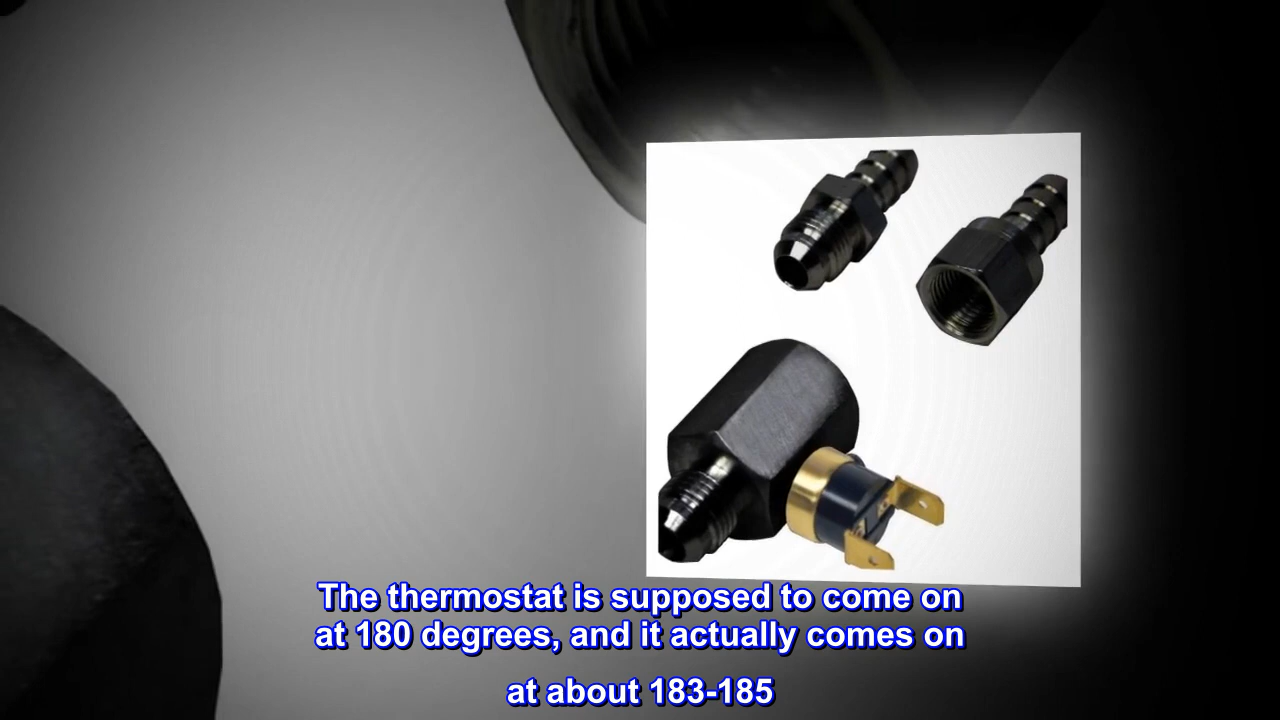 The thermostat is supposed to come on
at 180 degrees, and it actually comes on
at about 183-185